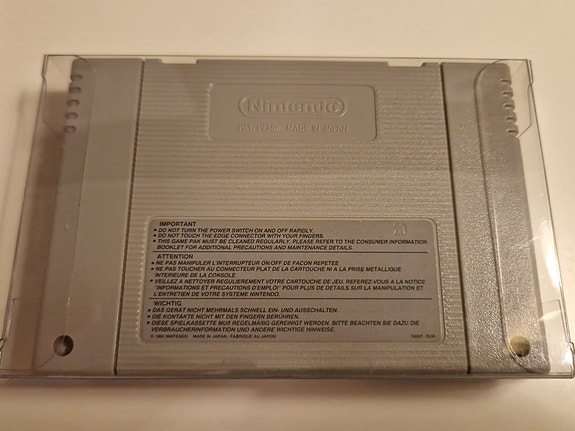 Nintendo
PAT. PEND. MADE IN JAPAN
IMPORTANT
• DO NOT TURN THE POWER SWITCH ON AND OFF RAPIDLY.
• DO NOT TOUCH THE EDGE CONNECTOR WITH YOUR FINGERS.
• THIS GAME PAK MUST BE CLEANED REGULARLY. PLEASE REFER TO THE CONSUMER INFORMATION
BOOKLET FOR ADDITIONAL PRECAUTIONS AND MAINTENANCE DETAILS.
ATTENTION
• NE PAS MANIPULER L'INTERRUPTEUR ON/OFF DE FACON REPETEE
• NE PAS TOUCHER AU CONNECTEUR PLAT DE LA CARTOUCHE NI A LA PRISE METALLIQUE
INTERIEURE DE LA CONSOLE
• VEILLEZ A NETTOYER REGULIEREMENT VOTRE CARTOUCHE DE JEU. REFEREZ-VOUS A LA NOTICE
"INFORMATIONS ET PRECAUTIONS D'EMPLOI" POUR PLUS DE DETAILS SUR LA MANIPULATION ET
L'ENTRETIEN DE VOTRE SYSTEME NINTENDO.
WICHTIG
• DAS GERÄT NICHT MEHRMALS SCHNELL EIN- UND AUSSCHALTEN.
• DIE KONTAKTE NICHT MIT DEN FINGERN BERÜHREN.
• DIESE SPIELKASSETTE MUß REGELMÄßIG GEREINIGT WERDEN. BITTE BEACHTEN SIE DAZU DIE
VERBRAUCHERINFORMATION UND ANDERE WICHTIGE HINWEISE.
© 1992 NINTENDO MADE IN JAPAN / FABRIQUE AU JAPON